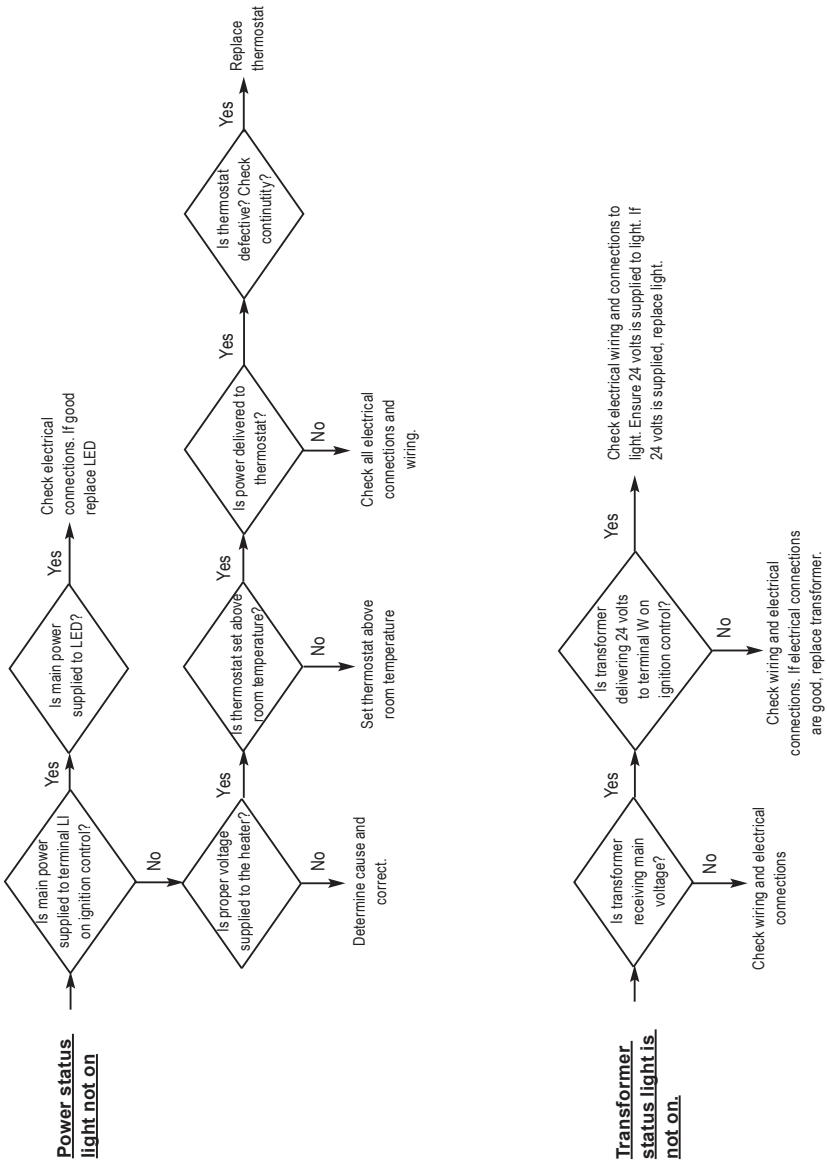 Power status
light not on
Is main power
supplied to terminal LI
on ignition control?
Yes
Is main power
supplied to LED?
Yes
Check electrical
connections. If good
replace LED
No
Is proper voltage
supplied to the heater?
No
Determine cause and
correct.
Yes
Is thermostat set above
room temperature?
No
Set thermostat above
room temperature
Yes
Is power delivered to
thermostat?
No
Check all electrical
connections and
wiring.
Yes
Is thermostat
defective? Check
continutity?
Yes
Replace
thermostat
Transformer
status light is
not on.
Is transformer
receiving main
voltage?
No
Check wiring and electrical
connections
Yes
Is transformer
delivering 24 volts
to terminal W on
ignition control?
No
Check wiring and electrical
connections. If electrical connections
are good, replace transformer.
Yes
Check electrical wiring and connections to
light. Ensure 24 volts is supplied to light. If
24 volts is supplied, replace light.